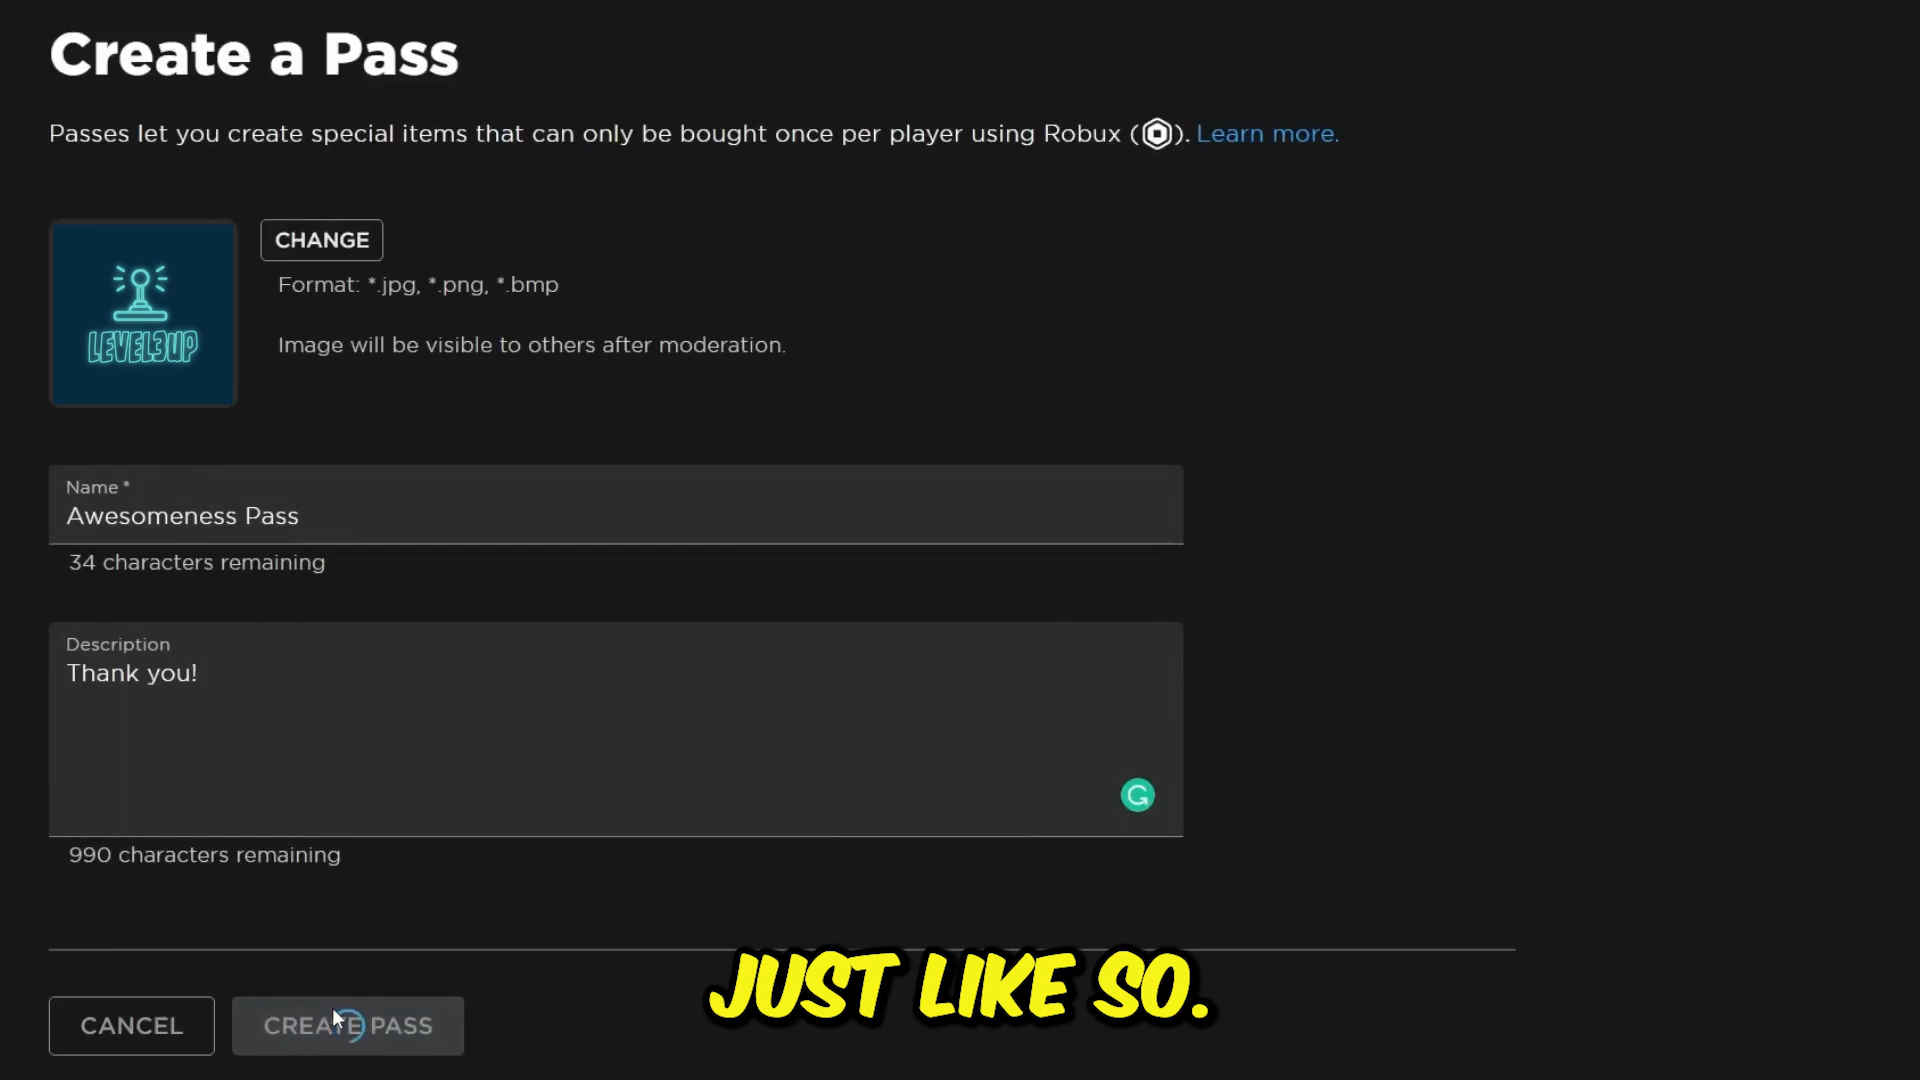 Create a Pass
Passes let you create special items that can only be bought once per player using Robux (). Learn more.
CHANGE
Format: *.jpg, *.png, *.bmp
Image will be visible to others after moderation.
LEVEL3UP
Name *
Awesomeness Pass
34 characters remaining
Description
Thank you!
G
990 characters remaining
JUST LIKE SO.
CANCEL
CREATE PASS